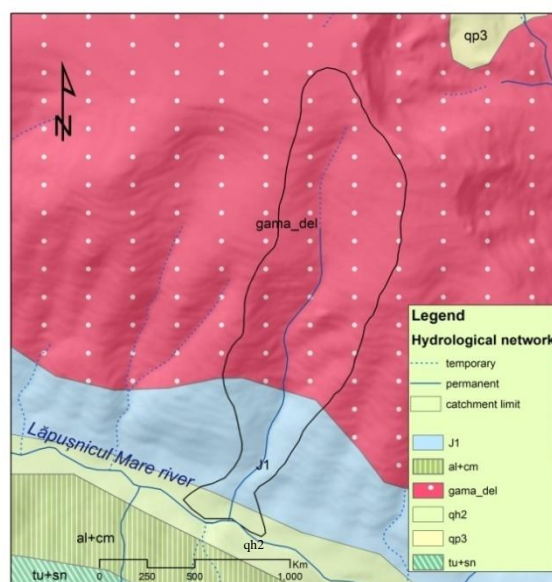 qp3
N
gama_del
Legend
Hydrological network
temporary
permanent
catchment limit
J1
al+cm
gama_del
qh2
qp3
tu+sn
Lăpușnicul Mare river
J1
al+cm
qh2
tu+sn
Km
0 250 500 1,000